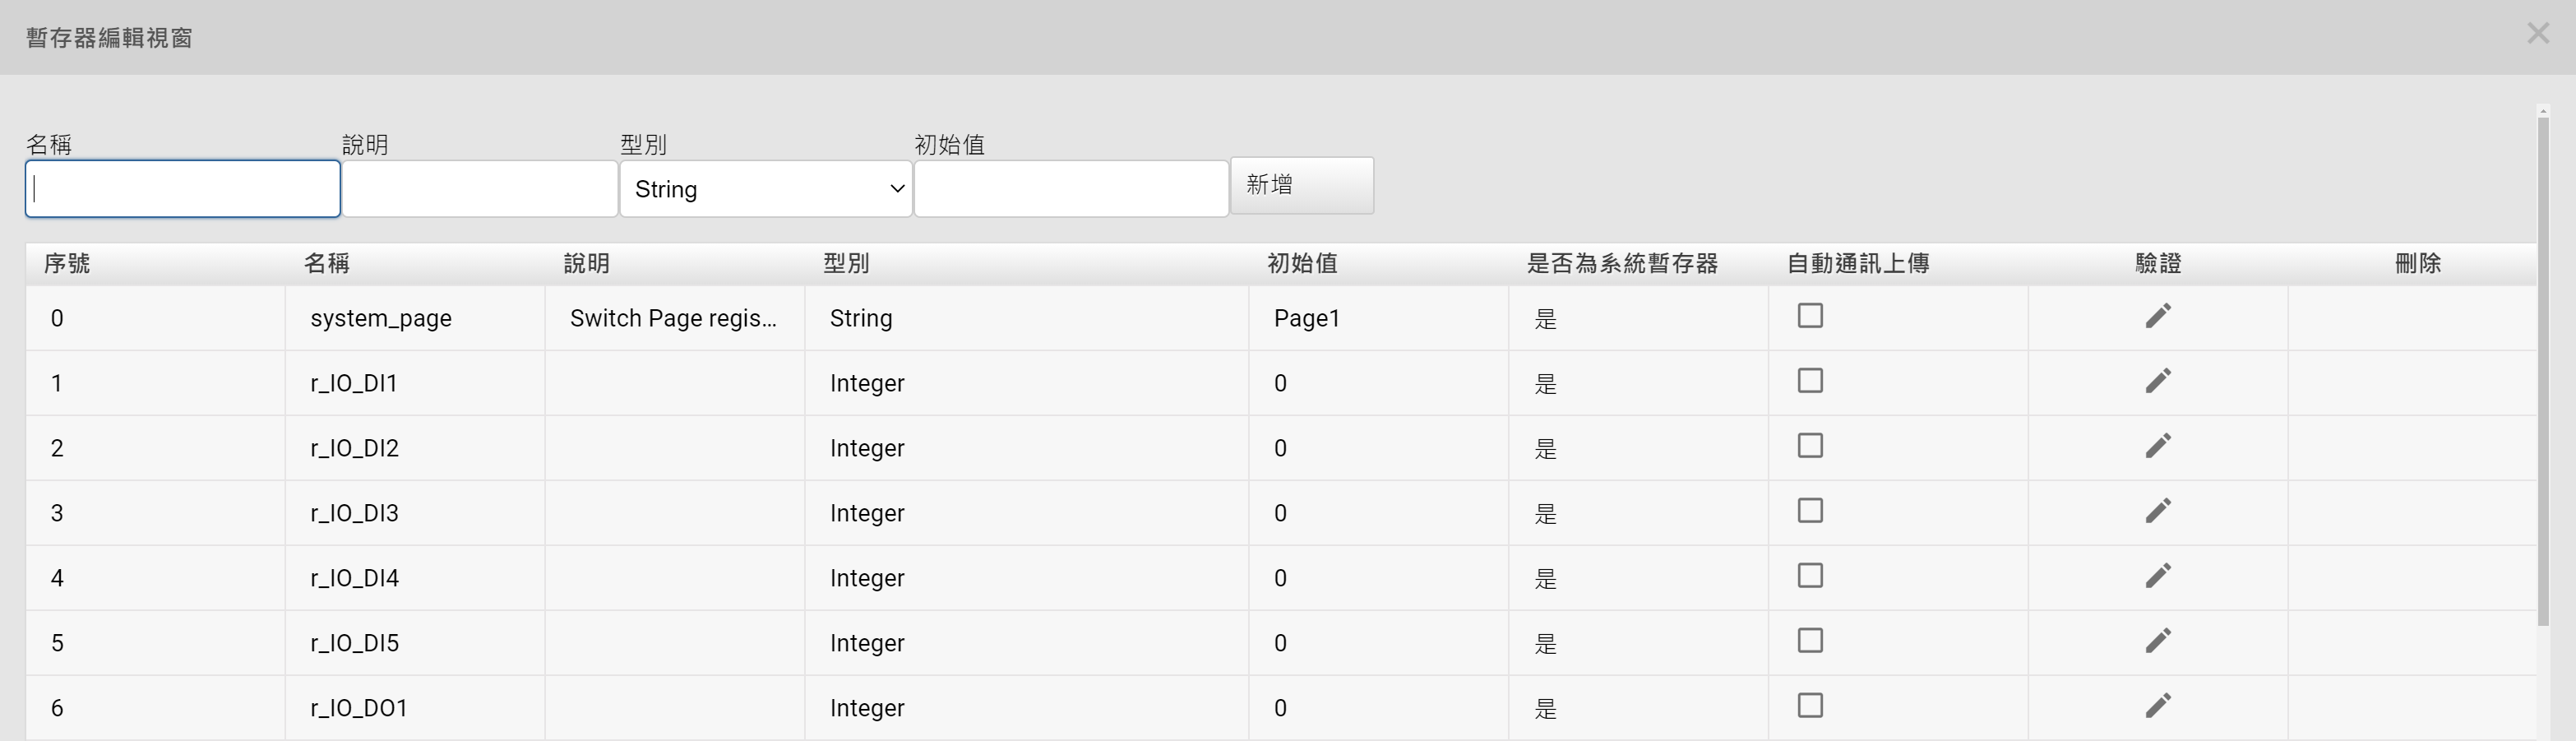 暫存器編輯視窗
名稱 說明 型別 初始值
String 新增
序號 名稱 說明 型別 初始值 是否為系統暫存器 自動通訊上傳 驗證 刪除
0 system_page Switch Page regis... String Page1 是
1 r_IO_DI1 Integer 0 是
2 r_IO_DI2 Integer 0 是
3 r_IO_DI3 Integer 0 是
4 r_IO_DI4 Integer 0 是
5 r_IO_DI5 Integer 0 是
6 r_IO_DO1 Integer 0 是